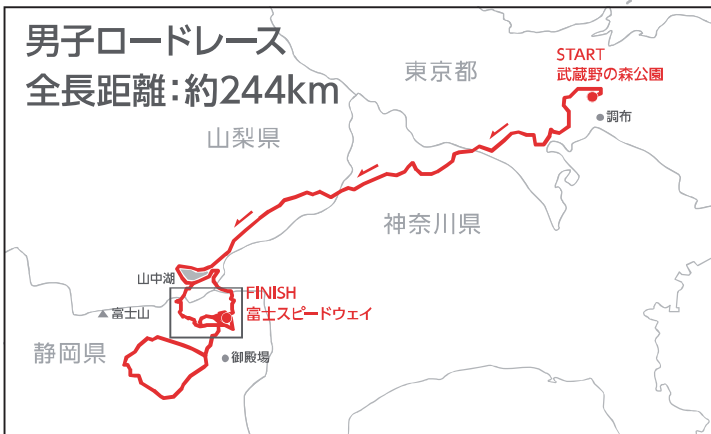 男子ロードレース
全長距離：約244km
START
武蔵野の森公園
東京都
調布
山梨県
神奈川県
山中湖
FINISH
富士スピードウェイ
富士山
静岡県
御殿場